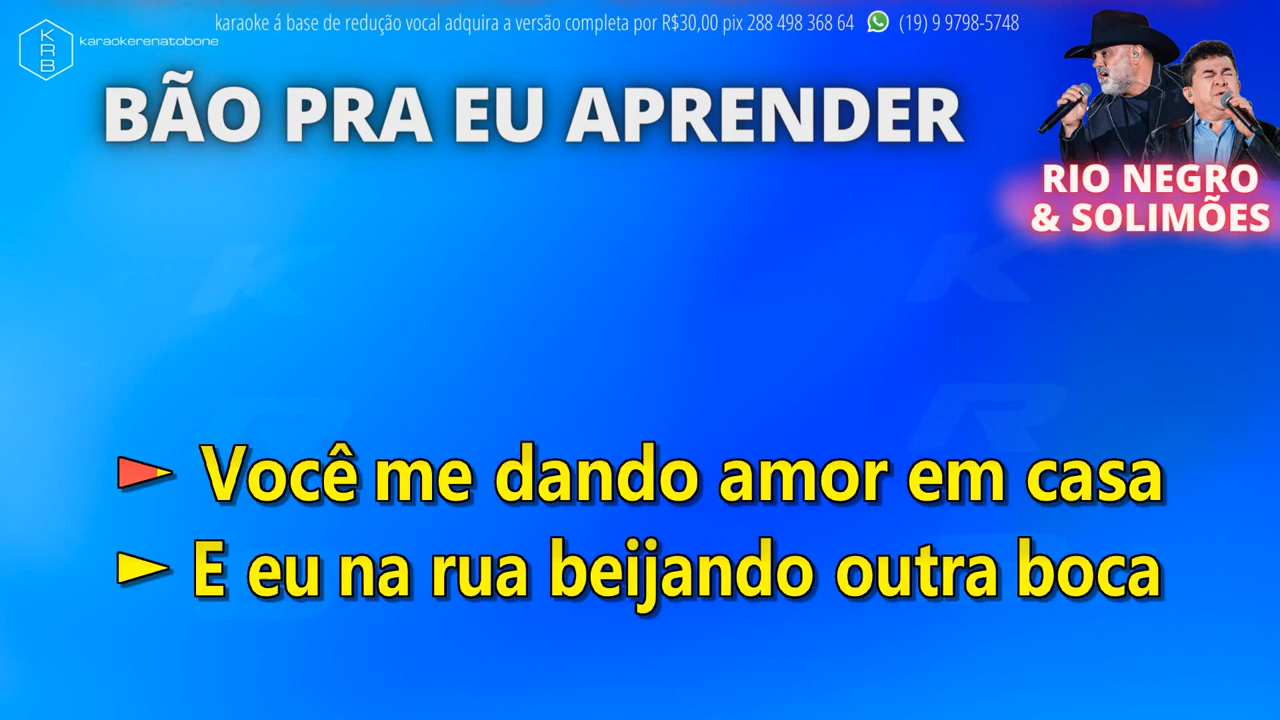 karaoke á base de redução vocal adquira a versão completa por R$30,00 pix 288 498 368 64 (19) 9 9798-5748
KRB
karaokerenatobone
BÃO PRA EU APRENDER
RIO NEGRO
& SOLIMÕES
Você me dando amor em casa
E eu na rua beijando outra boca